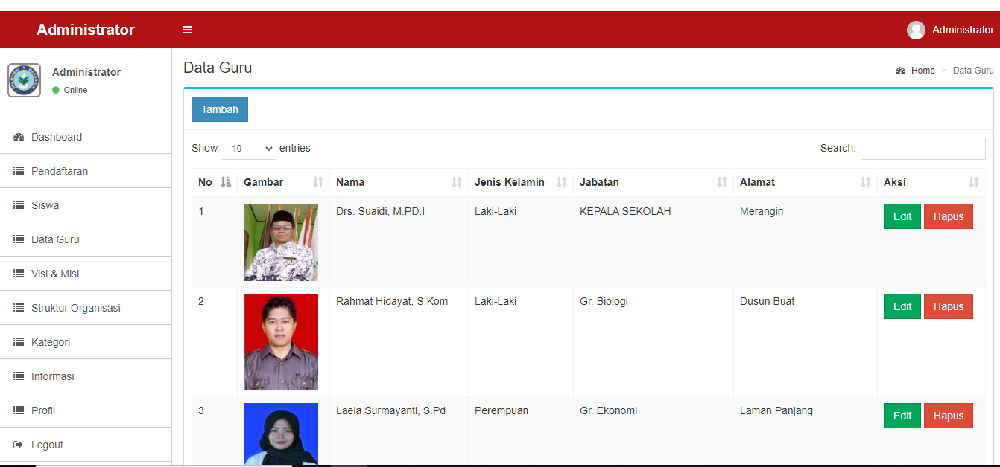 Administrator
Administrator
Administrator
Online
Dashboard
Pendaftaran
Siswa
Data Guru
Visi & Misi
Struktur Organisasi
Kategori
Informasi
Profil
Logout
Data Guru
Home > Data Guru
Tambah
Show 10 entries
Search:
No Gambar Nama Jenis Kelamin Jabatan Alamat Aksi
1 Drs. Suaidi, M.PD.I Laki-Laki KEPALA SEKOLAH Merangin Edit Hapus
2 Rahmat Hidayat, S.Kom Laki-Laki Gr. Biologi Dusun Buat Edit Hapus
3 Laela Surmayanti, S.Pd Perempuan Gr. Ekonomi Laman Panjang Edit Hapus